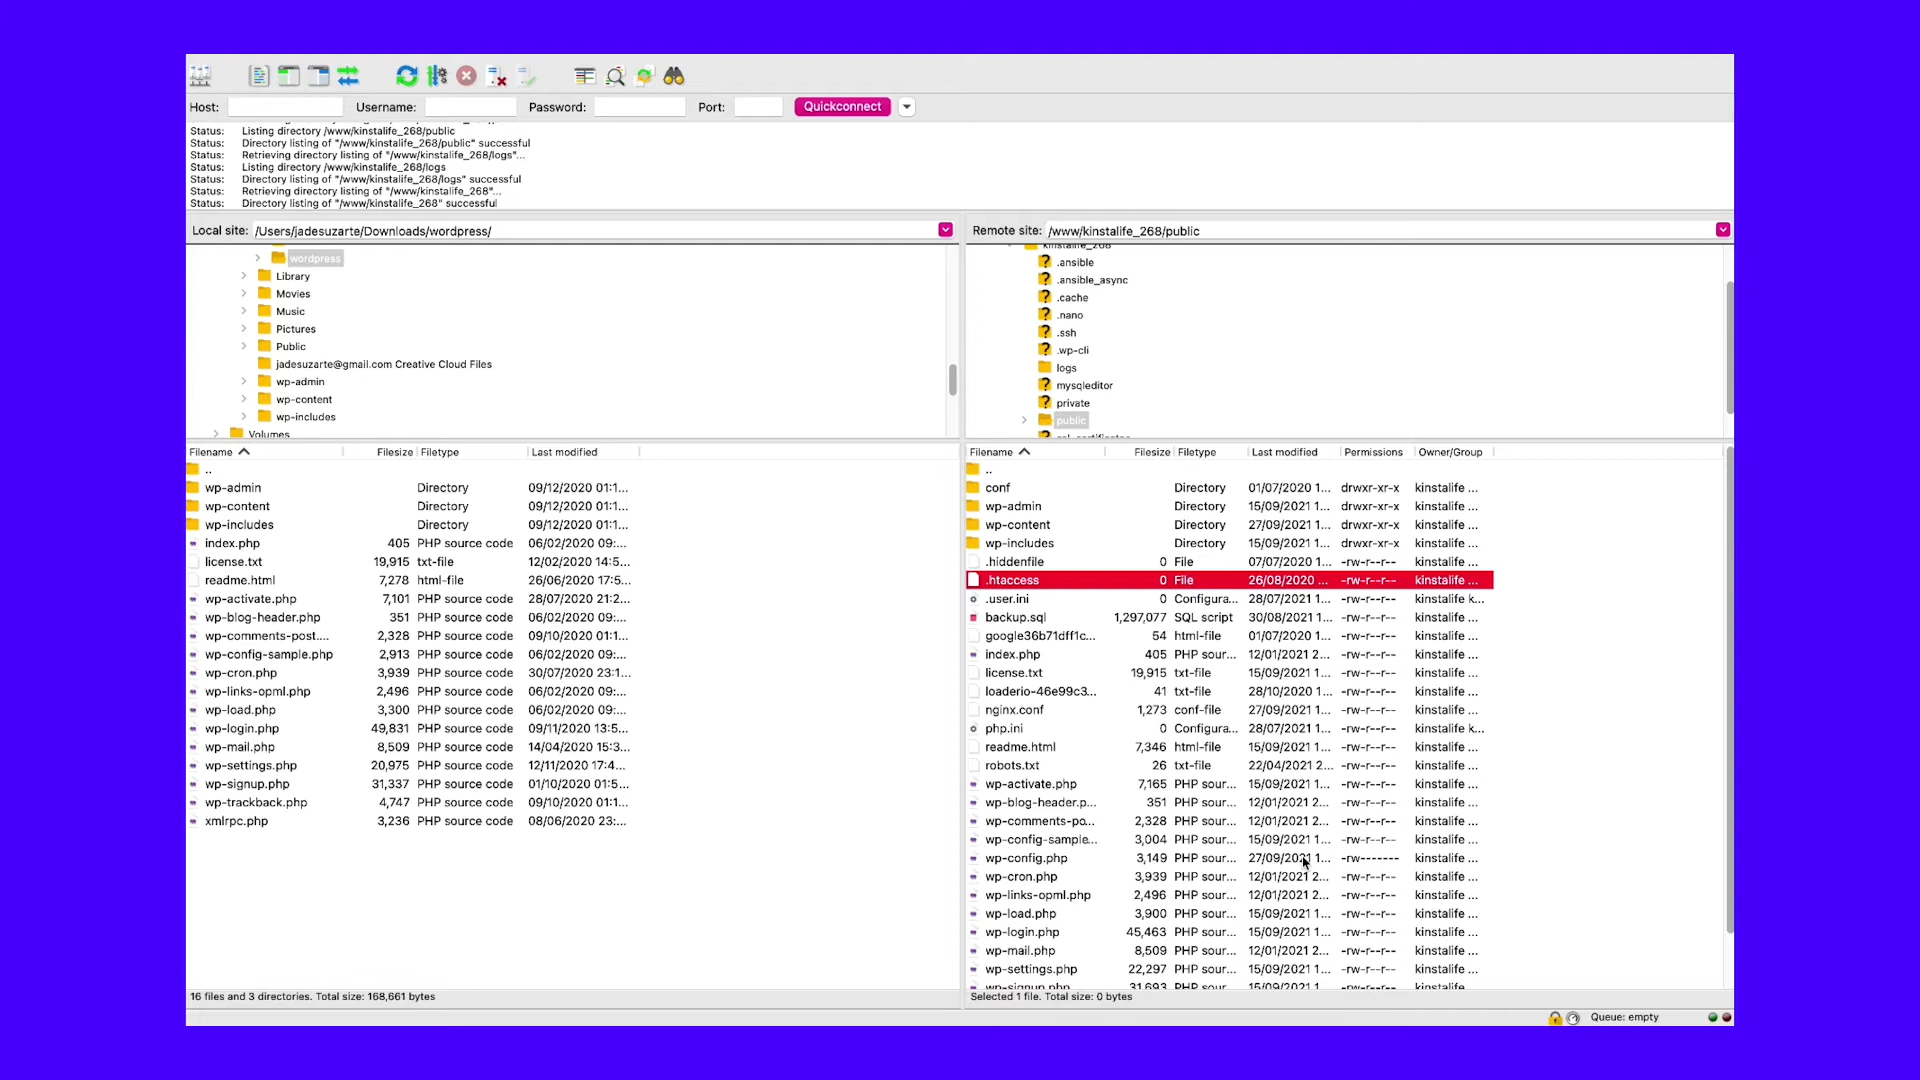 Host: Username: Password: Port: Quickconnect
Status: Listing directory /www/kinstalife_268/public
Status: Directory listing of "/www/kinstalife_268/public" successful
Status: Retrieving directory listing of "/www/kinstalife_268/logs"...
Status: Listing directory /www/kinstalife_268/logs
Status: Directory listing of "/www/kinstalife_268/logs" successful
Status: Retrieving directory listing of "/www/kinstalife_268"...
Status: Directory listing of "/www/kinstalife_268" successful
Local site: /Users/jadesuzarte/Downloads/wordpress/
wordpress
Library
Movies
Music
Pictures
Public
jadesuzarte@gmail.com Creative Cloud Files
wp-admin
wp-content
wp-includes
Volumes
Filename Filesize Filetype Last modified
..
wp-admin Directory 09/12/2020 01:1...
wp-content Directory 09/12/2020 01:1...
wp-includes Directory 09/12/2020 01:1...
index.php 405 PHP source code 06/02/2020 09:...
license.txt 19,915 txt-file 12/02/2020 14:5...
readme.html 7,278 html-file 26/06/2020 17:5...
wp-activate.php 7,101 PHP source code 28/07/2020 21:2...
wp-blog-header.php 351 PHP source code 06/02/2020 09:...
wp-comments-post.... 2,328 PHP source code 09/10/2020 01:1...
wp-config-sample.php 2,913 PHP source code 06/02/2020 09:...
wp-cron.php 3,939 PHP source code 30/07/2020 23:1...
wp-links-opml.php 2,496 PHP source code 06/02/2020 09:...
wp-load.php 3,300 PHP source code 06/02/2020 09:...
wp-login.php 49,831 PHP source code 09/11/2020 13:5...
wp-mail.php 8,509 PHP source code 14/04/2020 15:3...
wp-settings.php 20,975 PHP source code 12/11/2020 17:4...
wp-signup.php 31,337 PHP source code 01/10/2020 01:5...
wp-trackback.php 4,747 PHP source code 09/10/2020 01:1...
xmlrpc.php 3,236 PHP source code 08/06/2020 23:...
16 files and 3 directories. Total size: 168,661 bytes
Remote site: /www/kinstalife_268/public
kinstalife_268
.ansible
.ansible_async
.cache
.nano
.ssh
.wp-cli
logs
mysqleditor
private
public
Filename Filesize Filetype Last modified Permissions Owner/Group
..
conf Directory 01/07/2020 1... drwxr-xr-x kinstalife ...
wp-admin Directory 15/09/2021 1... drwxr-xr-x kinstalife ...
wp-content Directory 27/09/2021 1... drwxr-xr-x kinstalife ...
wp-includes Directory 15/09/2021 1... drwxr-xr-x kinstalife ...
.hiddenfile 0 File 07/07/2020 1... -rw-r--r-- kinstalife ...
.htaccess 0 File 26/08/2020 ... -rw-r--r-- kinstalife ...
.user.ini 0 Configura... 28/07/2021 1... -rw-r--r-- kinstalife k...
backup.sql 1,297,077 SQL script 30/08/2021 1... -rw-r--r-- kinstalife ...
google36b71dff1c... 54 html-file 01/07/2020 1... -rw-r--r-- kinstalife ...
index.php 405 PHP sour... 12/01/2021 2... -rw-r--r-- kinstalife ...
license.txt 19,915 txt-file 15/09/2021 1... -rw-r--r-- kinstalife ...
loaderio-46e99c3... 41 txt-file 28/10/2020 1... -rw-r--r-- kinstalife ...
nginx.conf 1,273 conf-file 27/09/2021 1... -rw-r--r-- kinstalife ...
php.ini 0 Configura... 28/07/2021 1... -rw-r--r-- kinstalife k...
readme.html 7,346 html-file 15/09/2021 1... -rw-r--r-- kinstalife ...
robots.txt 26 txt-file 22/04/2021 2... -rw-r--r-- kinstalife ...
wp-activate.php 7,165 PHP sour... 15/09/2021 1... -rw-r--r-- kinstalife ...
wp-blog-header.p... 351 PHP sour... 12/01/2021 2... -rw-r--r-- kinstalife ...
wp-comments-po... 2,328 PHP sour... 12/01/2021 2... -rw-r--r-- kinstalife ...
wp-config-sample... 3,004 PHP sour... 15/09/2021 1... -rw-r--r-- kinstalife ...
wp-config.php 3,149 PHP sour... 27/09/2021 1... -rw------- kinstalife ...
wp-cron.php 3,939 PHP sour... 12/01/2021 2... -rw-r--r-- kinstalife ...
wp-links-opml.php 2,496 PHP sour... 12/01/2021 2... -rw-r--r-- kinstalife ...
wp-load.php 3,900 PHP sour... 15/09/2021 1... -rw-r--r-- kinstalife ...
wp-login.php 45,463 PHP sour... 15/09/2021 1... -rw-r--r-- kinstalife ...
wp-mail.php 8,509 PHP sour... 12/01/2021 2... -rw-r--r-- kinstalife ...
wp-settings.php 22,297 PHP sour... 15/09/2021 1... -rw-r--r-- kinstalife ...
wp-signup.php 31,693 PHP sour... 15/09/2021 1... -rw-r--r-- kinstalife ...
Selected 1 file. Total size: 0 bytes
Queue: empty